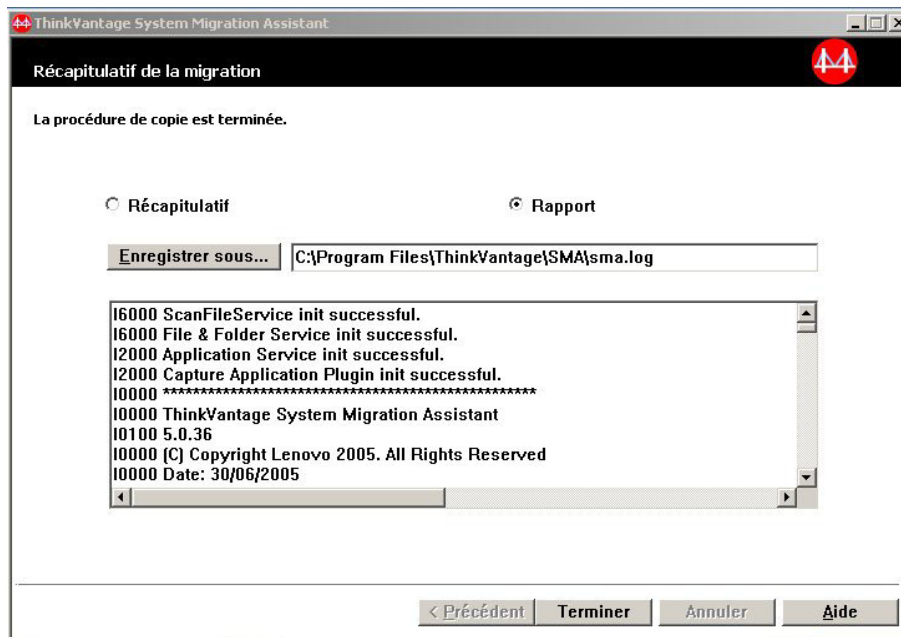 ThinkVantage System Migration Assistant
Récapitulatif de la migration
La procédure de copie est terminée.
Récapitulatif
Rapport
Enregistrer sous...
C:\Program Files\ThinkVantage\SMA\sma.log
I6000 ScanFileService init successful.
I6000 File & Folder Service init successful.
I2000 Application Service init successful.
I2000 Capture Application Plugin init successful.
I0000 **************************************************
I0000 ThinkVantage System Migration Assistant
I0100 5.0.36
I0000 (C) Copyright Lenovo 2005. All Rights Reserved
I0000 Date: 30/06/2005
< Précédent
Terminer
Annuler
Aide